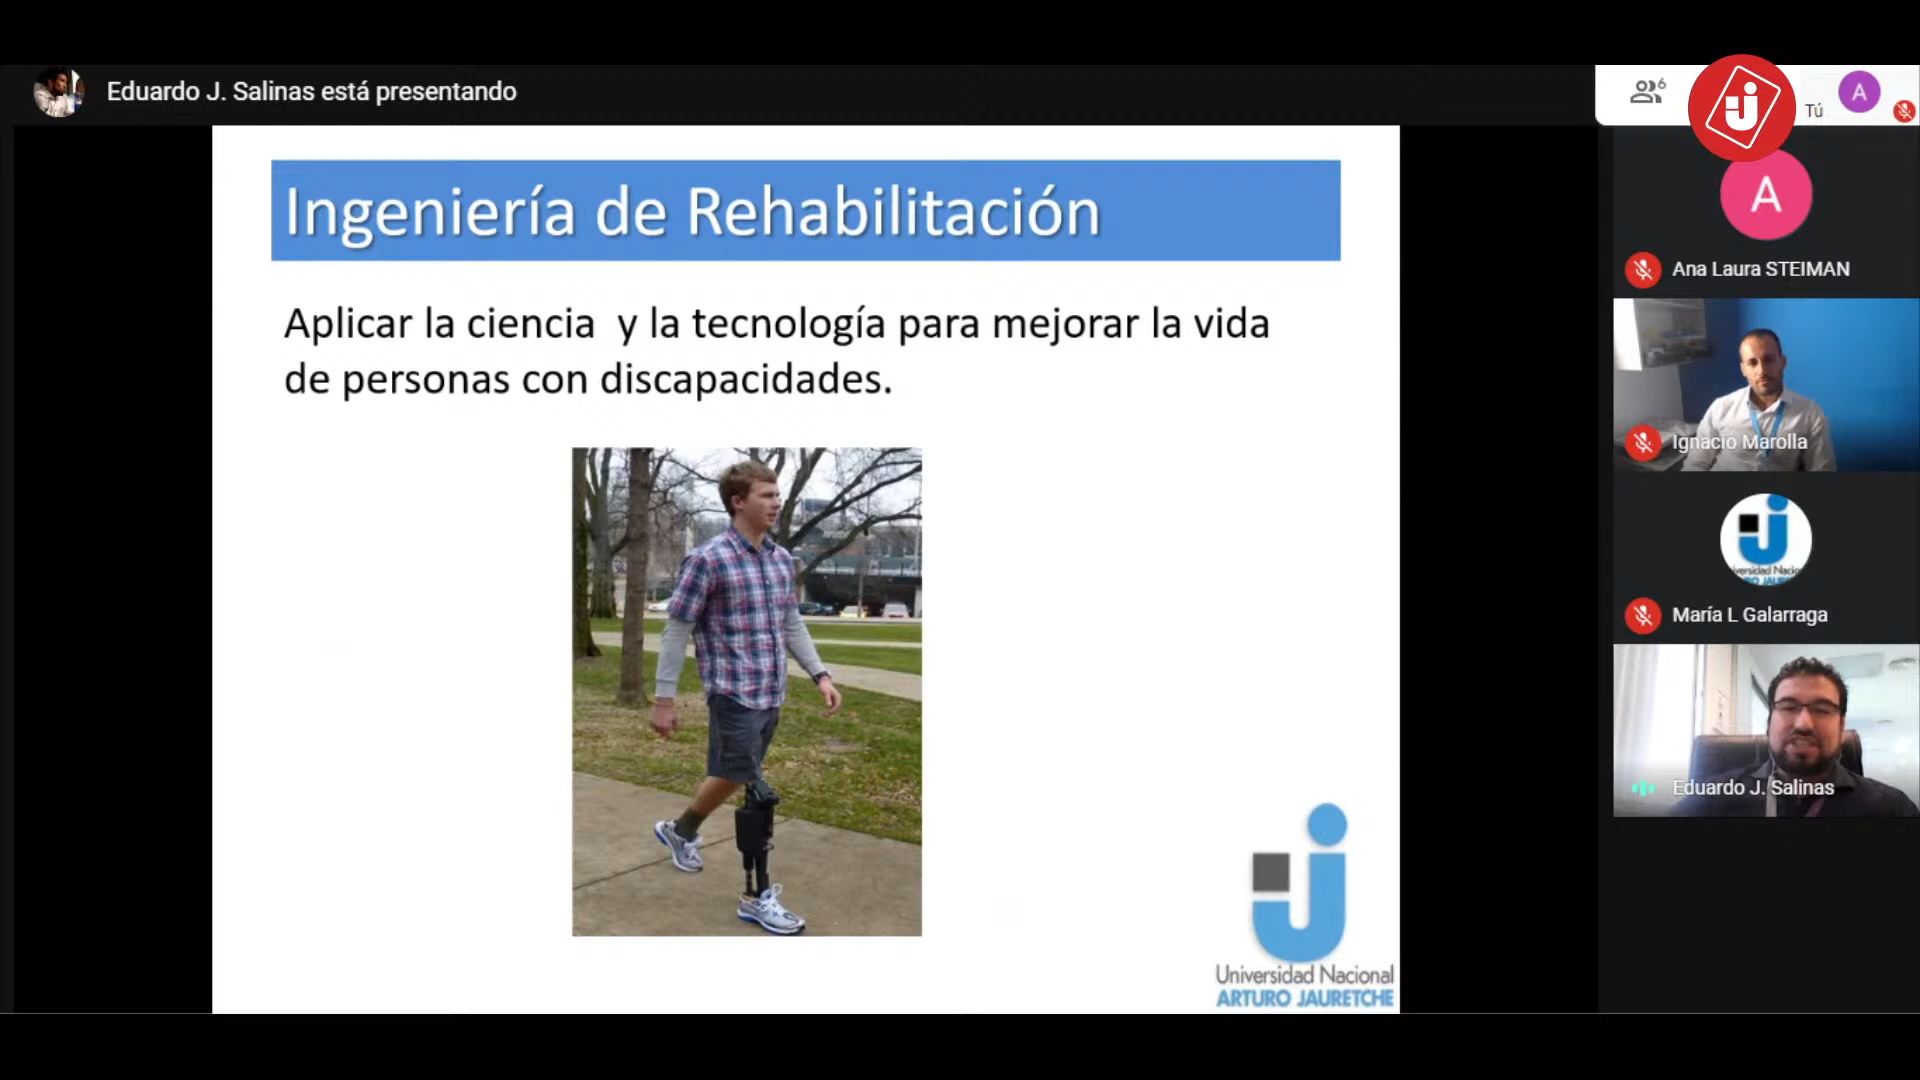 Eduardo J. Salinas está presentando
6
Tú
A
Ingeniería de Rehabilitación
Aplicar la ciencia y la tecnología para mejorar la vida
de personas con discapacidades.
Universidad Nacional
ARTURO JAURETCHE
A
Ana Laura STEIMAN
Ignacio Marolla
María L Galarraga
Eduardo J. Salinas